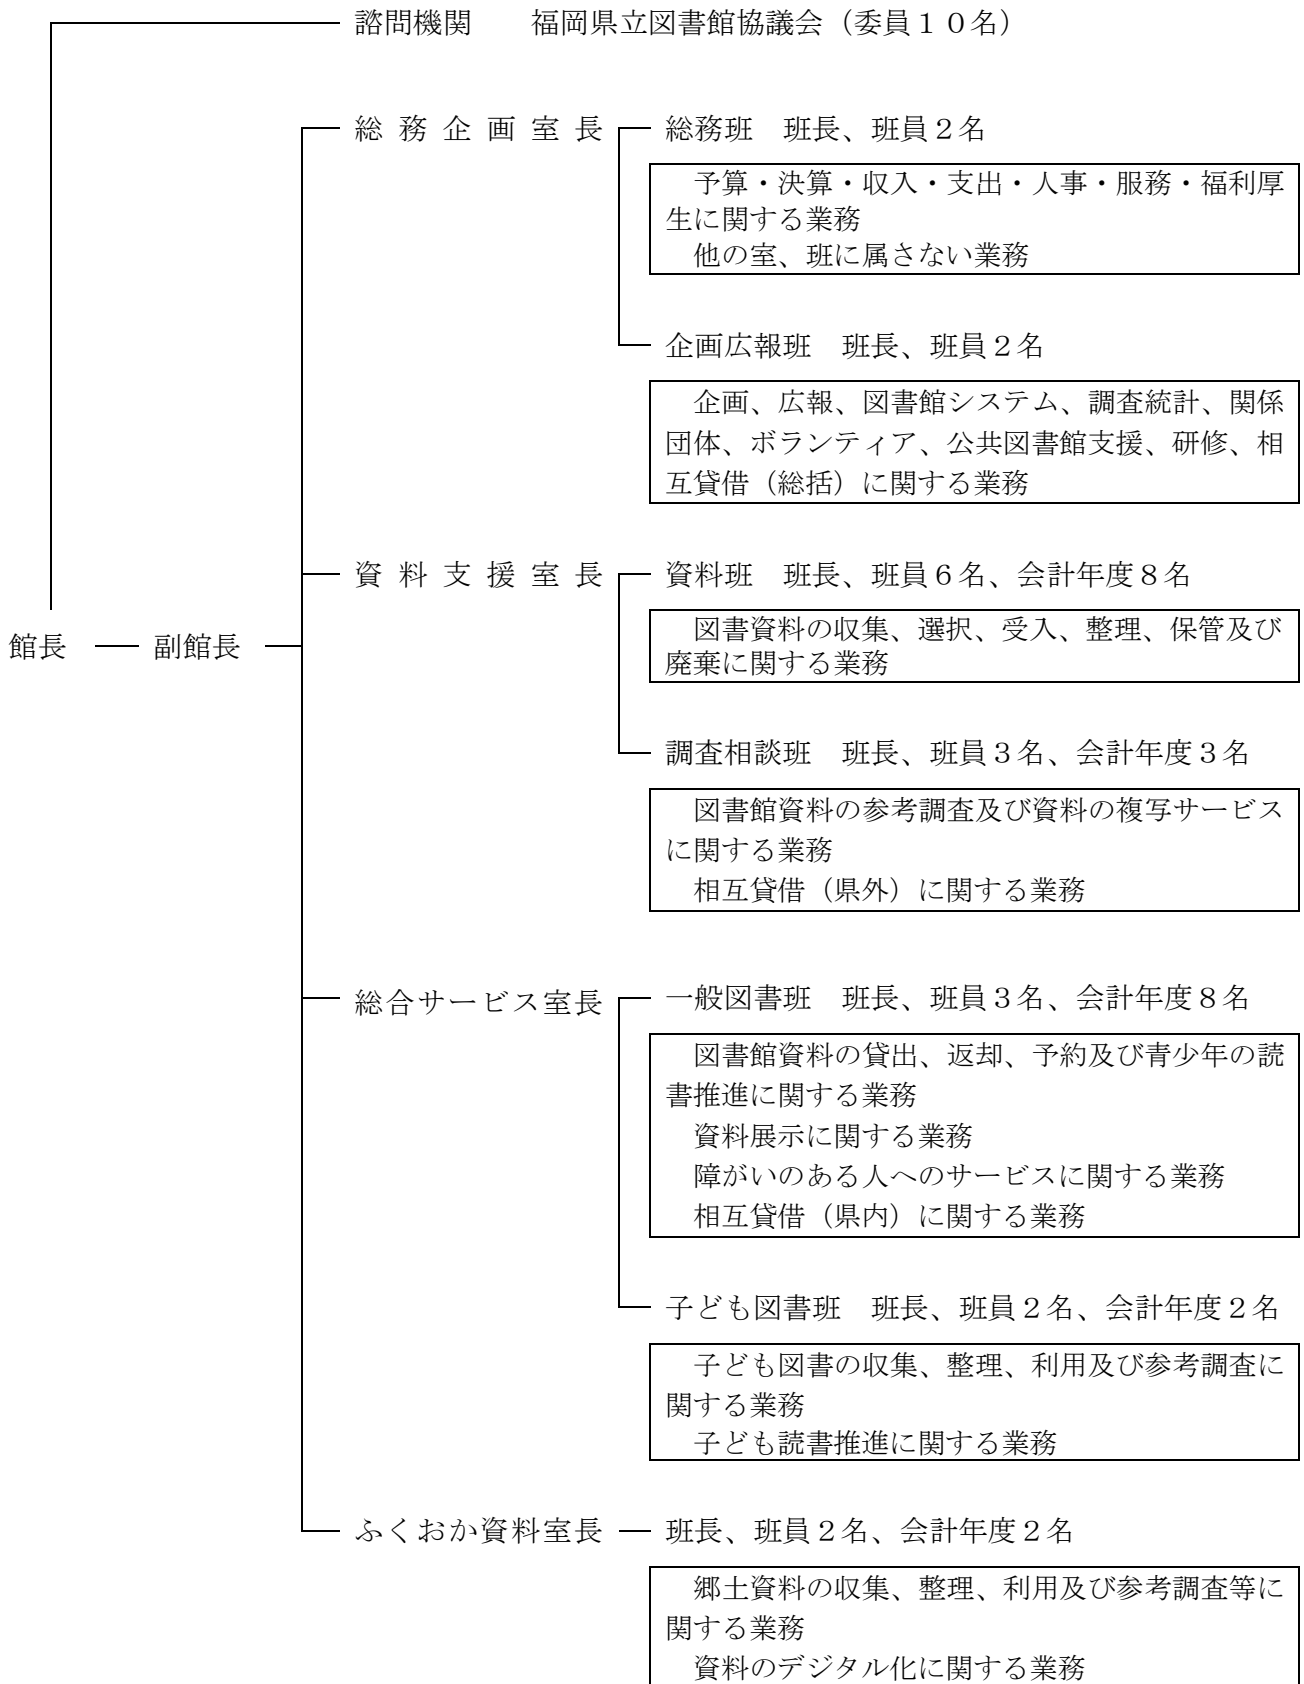 諮問機関　　福岡県立図書館協議会（委員１０名）
総務企画室長
総務班　班長、班員２名
予算・決算・収入・支出・人事・服務・福利厚
生に関する業務
他の室、班に属さない業務
企画広報班　班長、班員２名
企画、広報、図書館システム、調査統計、関係
団体、ボランティア、公共図書館支援、研修、相
互貸借（総括）に関する業務
資料支援室長
資料班　班長、班員６名、会計年度８名
図書資料の収集、選択、受入、整理、保管及び
廃棄に関する業務
館長
副館長
調査相談班　班長、班員３名、会計年度３名
図書館資料の参考調査及び資料の複写サービス
に関する業務
相互貸借（県外）に関する業務
総合サービス室長
一般図書班　班長、班員３名、会計年度８名
図書館資料の貸出、返却、予約及び青少年の読
書推進に関する業務
資料展示に関する業務
障がいのある人へのサービスに関する業務
相互貸借（県内）に関する業務
子ども図書班　班長、班員２名、会計年度２名
子ども図書の収集、整理、利用及び参考調査に
関する業務
子ども読書推進に関する業務
ふくおか資料室長
班長、班員２名、会計年度２名
郷土資料の収集、整理、利用及び参考調査等に
関する業務
資料のデジタル化に関する業務